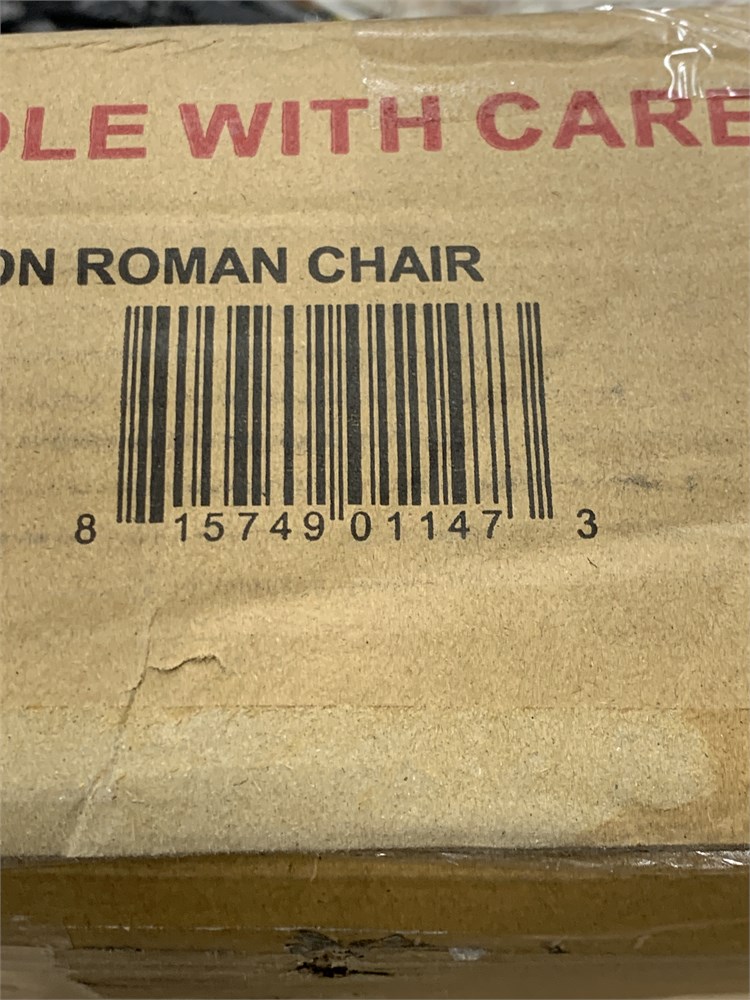 DLE WITH CARE
ON ROMAN CHAIR
8 15749 01147 3